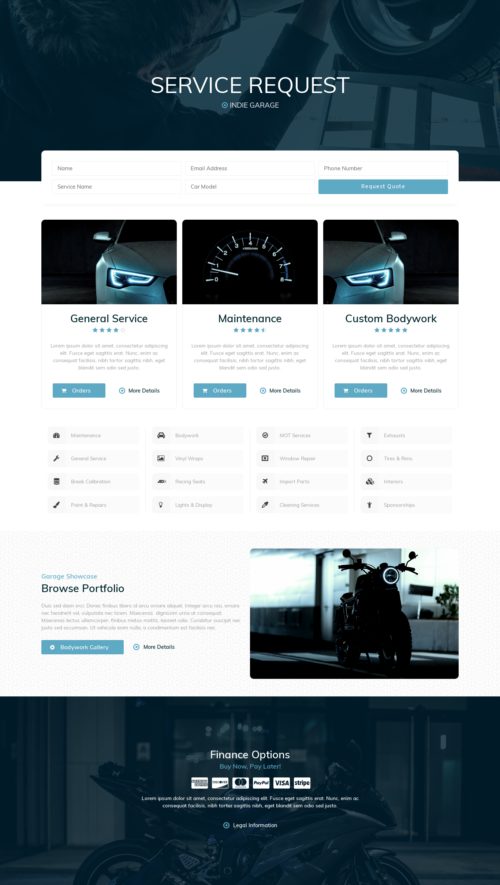 SERVICE REQUEST
INDIE GARAGE
Name Email Address Phone Number
Service Name Car Model Request Quote
General Service Maintenance Custom Bodywork
Lorem ipsum dolor sit amet, consectetur adipiscing Lorem ipsum dolor sit amet, consectetur adipiscing Lorem ipsum dolor sit amet, consectetur adipiscing
elit. Fusce eget sagittis erat. Nunc, enim ac elit. Fusce eget sagittis erat. Nunc, enim ac elit. Fusce eget sagittis erat. Nunc, enim ac
consequat facilisis, nibh tortor sagittis nibh, eget consequat facilisis, nibh tortor sagittis nibh, eget consequat facilisis, nibh tortor sagittis nibh, eget
blandit sem odio sed justo. blandit sem odio sed justo. blandit sem odio sed justo.
Orders More Details Orders More Details Orders More Details
Maintenance Bodywork MOT Services Exhausts
General Service Vinyl Wraps Window Repair Tires & Rens
Break Calibration Racing Seats Import Parts Interiors
Paint & Repairs Lights & Display Cleaning Services Sponsorships
Garage Showcase
Browse Portfolio
Duis sed diam orci. Donec finibus libero id arcu ornare aliquet. Integer arcu nisi, ornare
nec hendrerit vel, vulputate nec lorem. Maecenas dignissim urna at consequat
Maecenas lectus ullamcorper, finibus metus mattis, laoreet odio. Curabitur suscipit nec
justo sed accumsan. Ut vehicula sem nulla, a condimentum est facilisis nec.
Bodywork Gallery More Details
Finance Options
Buy Now, Pay Later!
DISCOVER PayPal VISA stripe
Lorem ipsum dolor sit amet, consectetur adipiscing elit. Fusce eget sagittis erat. Nunc, enim ac
consequat facilisis, nibh tortor sagittis nibh, eget blandit sem odio sed justo.
Legal Information